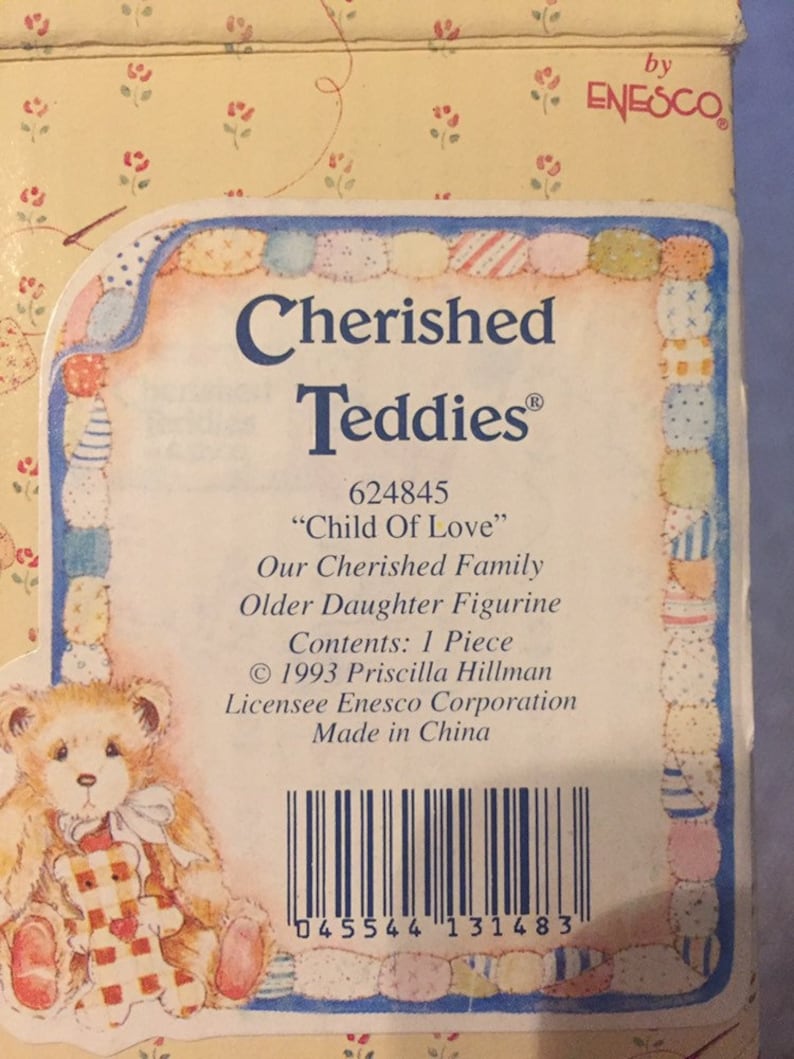 by
ENESCO®
Cherished
Teddies®
624845
“Child Of Love”
Our Cherished Family
Older Daughter Figurine
Contents: 1 Piece
© 1993 Priscilla Hillman
Licensee Enesco Corporation
Made in China
045544 131483